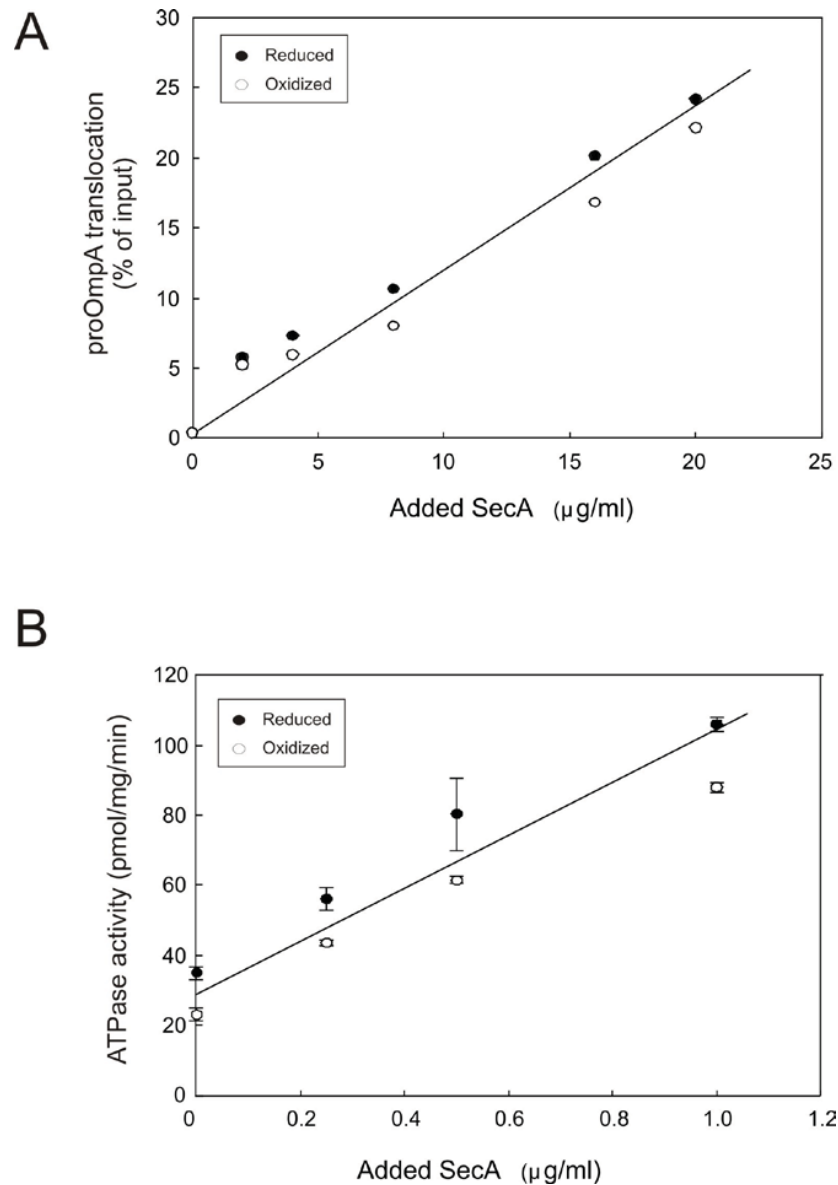 A
proOmpA translocation
(% of input)
30
25
20
15
10
5
0
Reduced
Oxidized
0 5 10 15 20 25
Added SecA (μg/ml)
B
ATPase activity (pmol/mg/min)
120
100
80
60
40
20
0
Reduced
Oxidized
0 0.2 0.4 0.6 0.8 1.0 1.2
Added SecA (μg/ml)